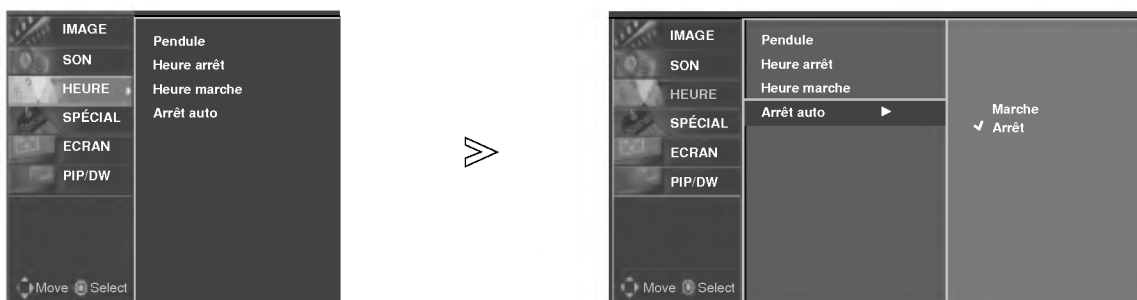 IMAGE
SON
HEURE
SPÉCIAL
ECRAN
PIP/DW
Move Select
Pendule
Heure arrêt
Heure marche
Arrêt auto
IMAGE
SON
HEURE
SPÉCIAL
ECRAN
PIP/DW
Move Select
Pendule
Heure arrêt
Heure marche
Arrêt auto
Marche
Arrêt